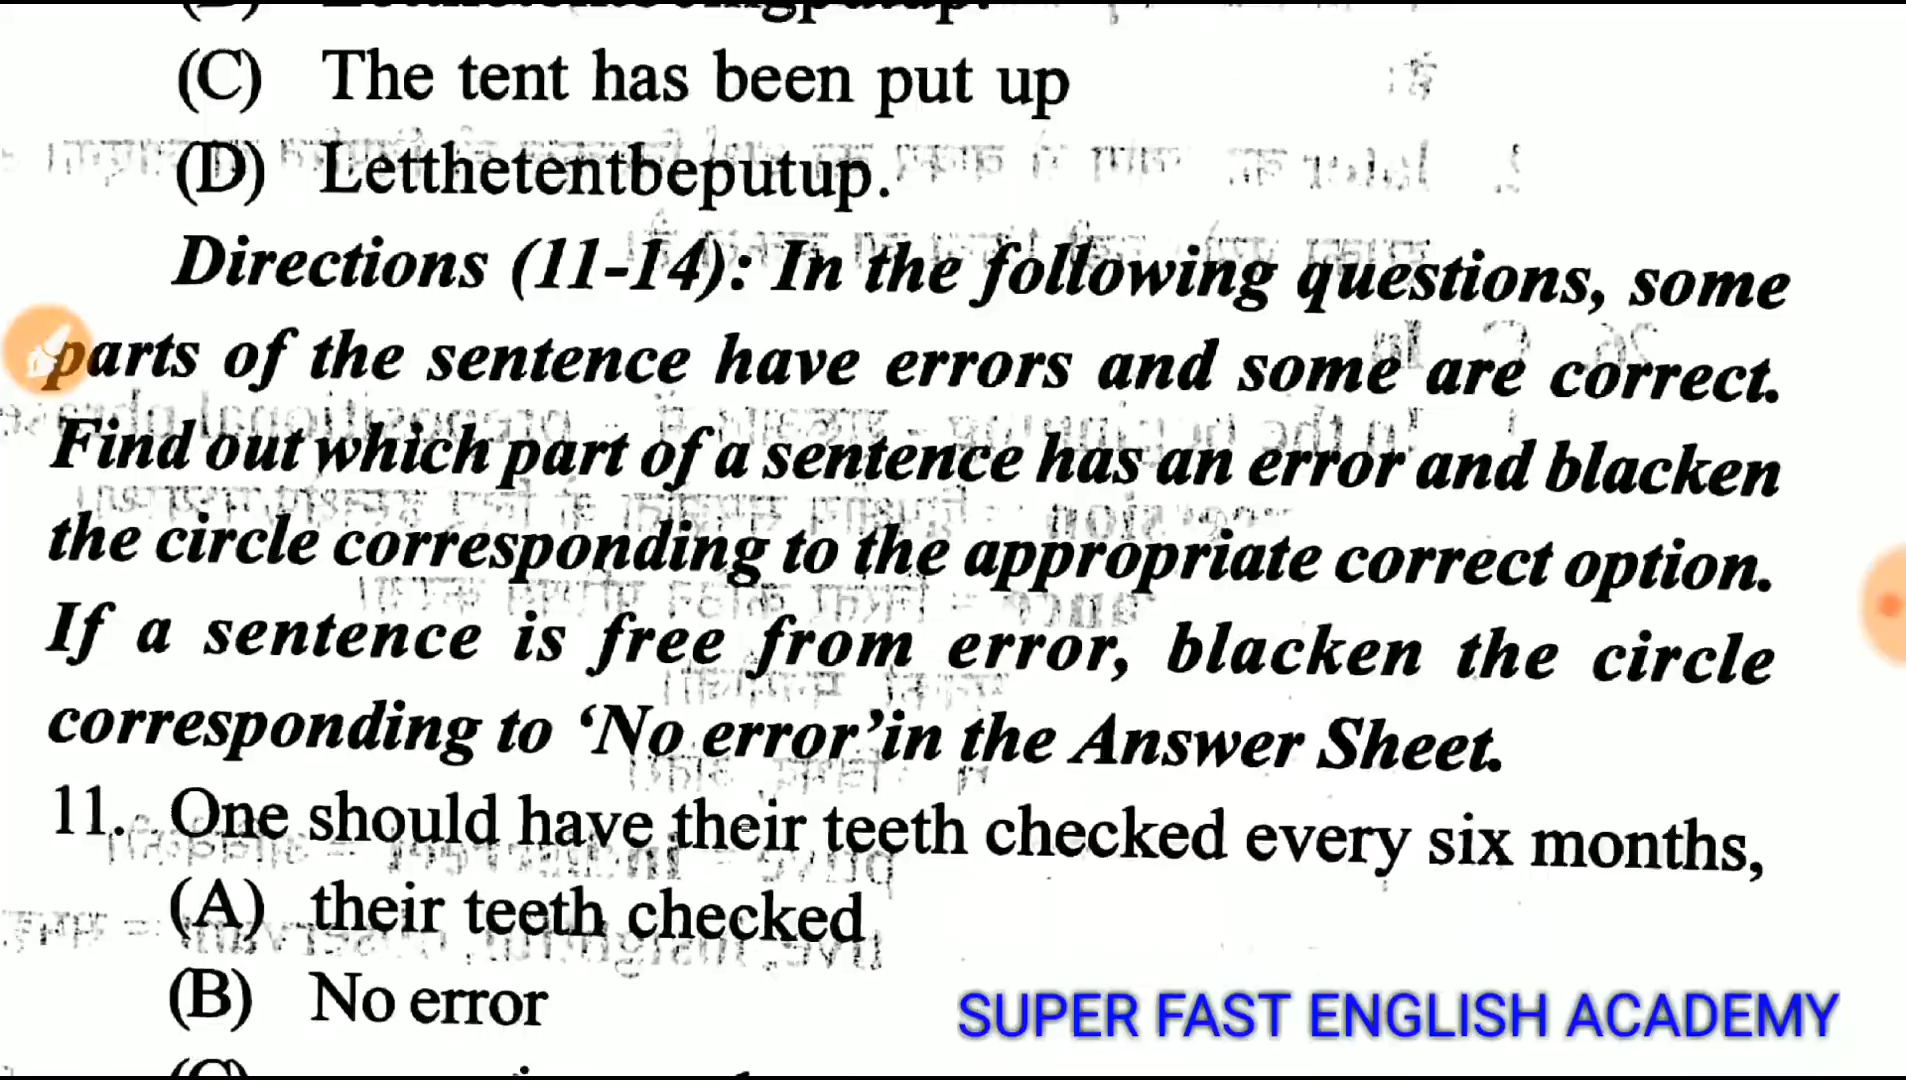 (C) The tent has been put up
(D) Letthetentbeputup.
Directions (11-14): In the following questions, some
parts of the sentence have errors and some are correct.
Find out which part of a sentence has an error and blacken
the circle corresponding to the appropriate correct option.
If a sentence is free from error, blacken the circle
corresponding to ‘No error’in the Answer Sheet.
11. One should have their teeth checked every six months,
(A) their teeth checked
(B) No error
SUPER FAST ENGLISH ACADEMY